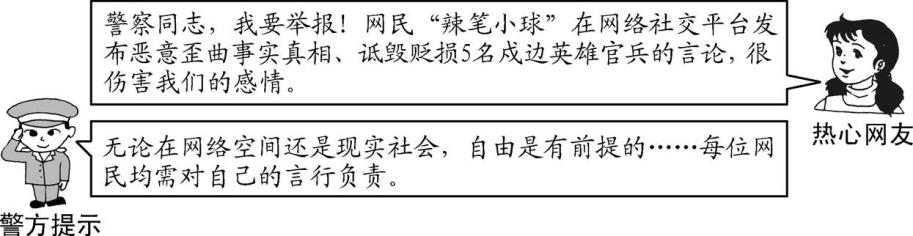 警察同志，我要举报！网民“辣笔小球”在网络社交平台发
布恶意歪曲事实真相、诋毁贬损5名戍边英雄官兵的言论，很
伤害我们的感情。
热心网友
无论在网络空间还是现实社会，自由是有前提的……每位网
民均需对自己的言行负责。
警方提示